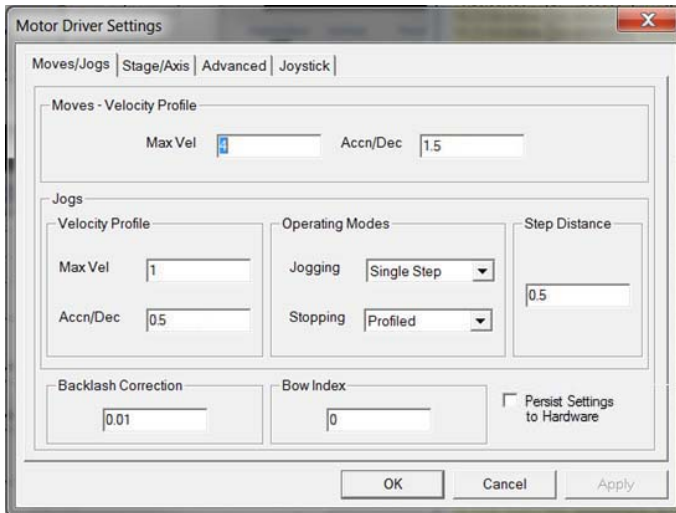 Motor Driver Settings
Moves/Jogs Stage/Axis Advanced Joystick
Moves - Velocity Profile
Max Vel 4 Accn/Dec 1.5
Jogs
Velocity Profile
Max Vel 1
Accn/Dec 0.5
Operating Modes
Jogging Single Step
Stopping Profiled
Step Distance
0.5
Backlash Correction
0.01
Bow Index
0
Persist Settings
to Hardware
OK Cancel Apply